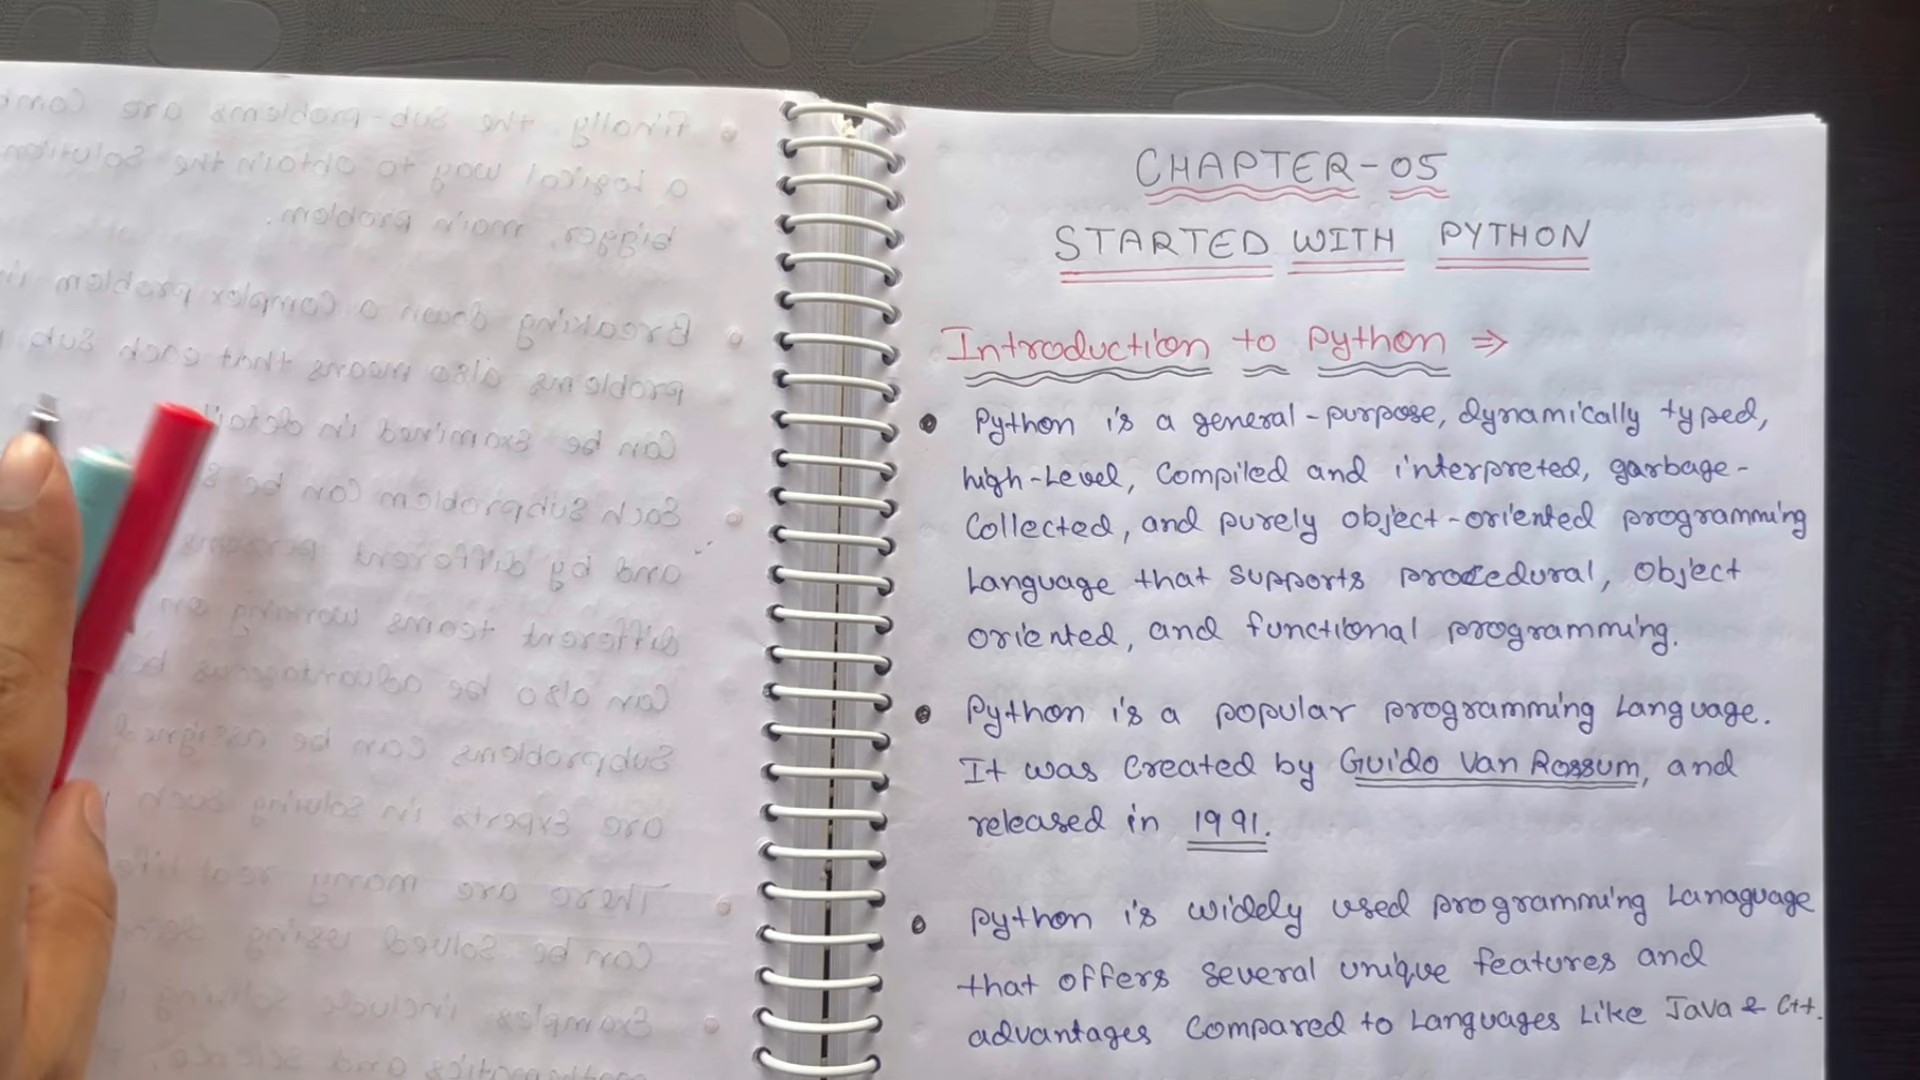 CHAPTER-05
STARTED WITH PYTHON
Introduction to Python ⇒
• Python is a general-purpose, dynamically typed,
high-Level, Compiled and interpreted, garbage-
Collected, and purely object-oriented programming
Language that supports procedural, object
oriented, and functional programming.
• Python is a popular programming Language.
It was Created by Guido Van Rossum, and
released in 1991.
• Python is widely used programming Lanaguage
that offers several unique features and
advantages Compared to Languages Like Java & C++.